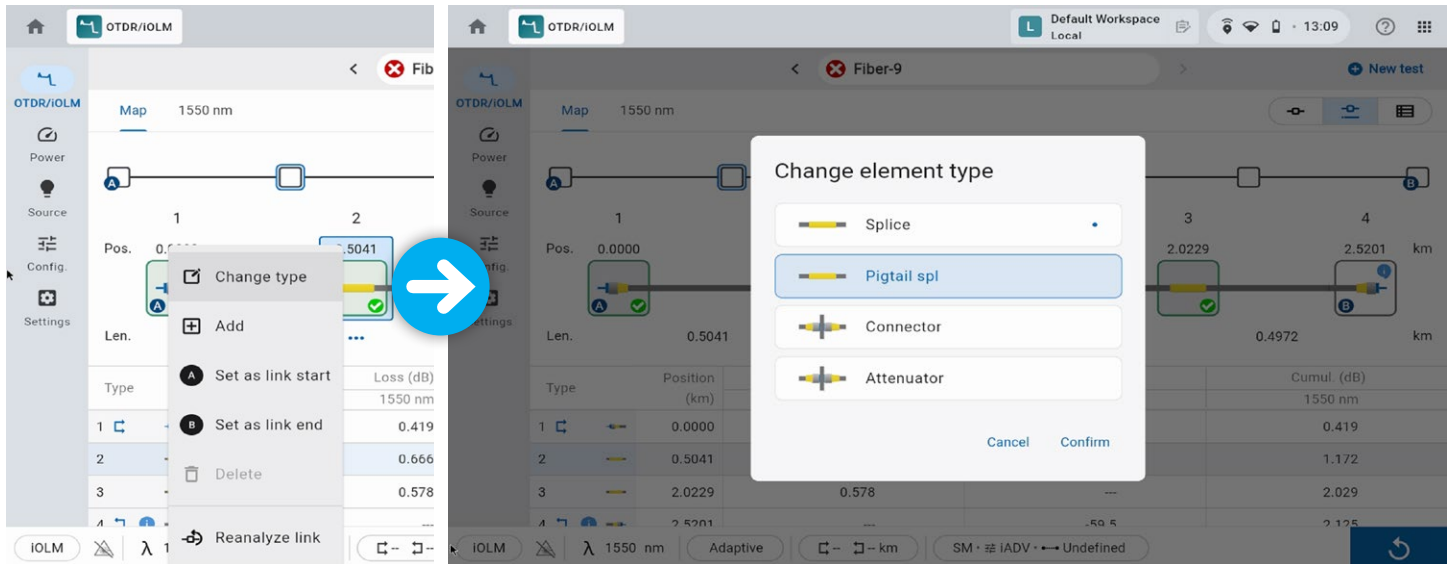 OTDR/iOLM
Fib
OTDR/iOLM
Map 1550 nm
Power
Source
1 2
Pos. .5041
Config.
Change type
Settings
Add
Len.
Set as link start
Loss (dB)
Type
1550 nm
Set as link end
1 0.419
2 0.666
Delete
3 0.578
4 ---
Reanalyze link
iOLM λ 1
A
B
OTDR/iOLM
L Default Workspace
Local
13:09
Fiber-9
New test
OTDR/iOLM
Map 1550 nm
Power
Source
1 3 4
Pos. 0.0000 2.0229 2.5201 km
Settings
Len. 0.5041 0.4972 km
Type Position Cumul. (dB)
(km) 1550 nm
1 0.0000 0.419
2 0.5041 1.172
3 2.0229 0.578 --- 2.029
4 2.5201 --- -59.5 2.125
iOLM λ 1550 nm Adaptive -- -- km SM · iADV · Undefined
Change element type
Splice
Pigtail spl
Connector
Attenuator
Cancel Confirm